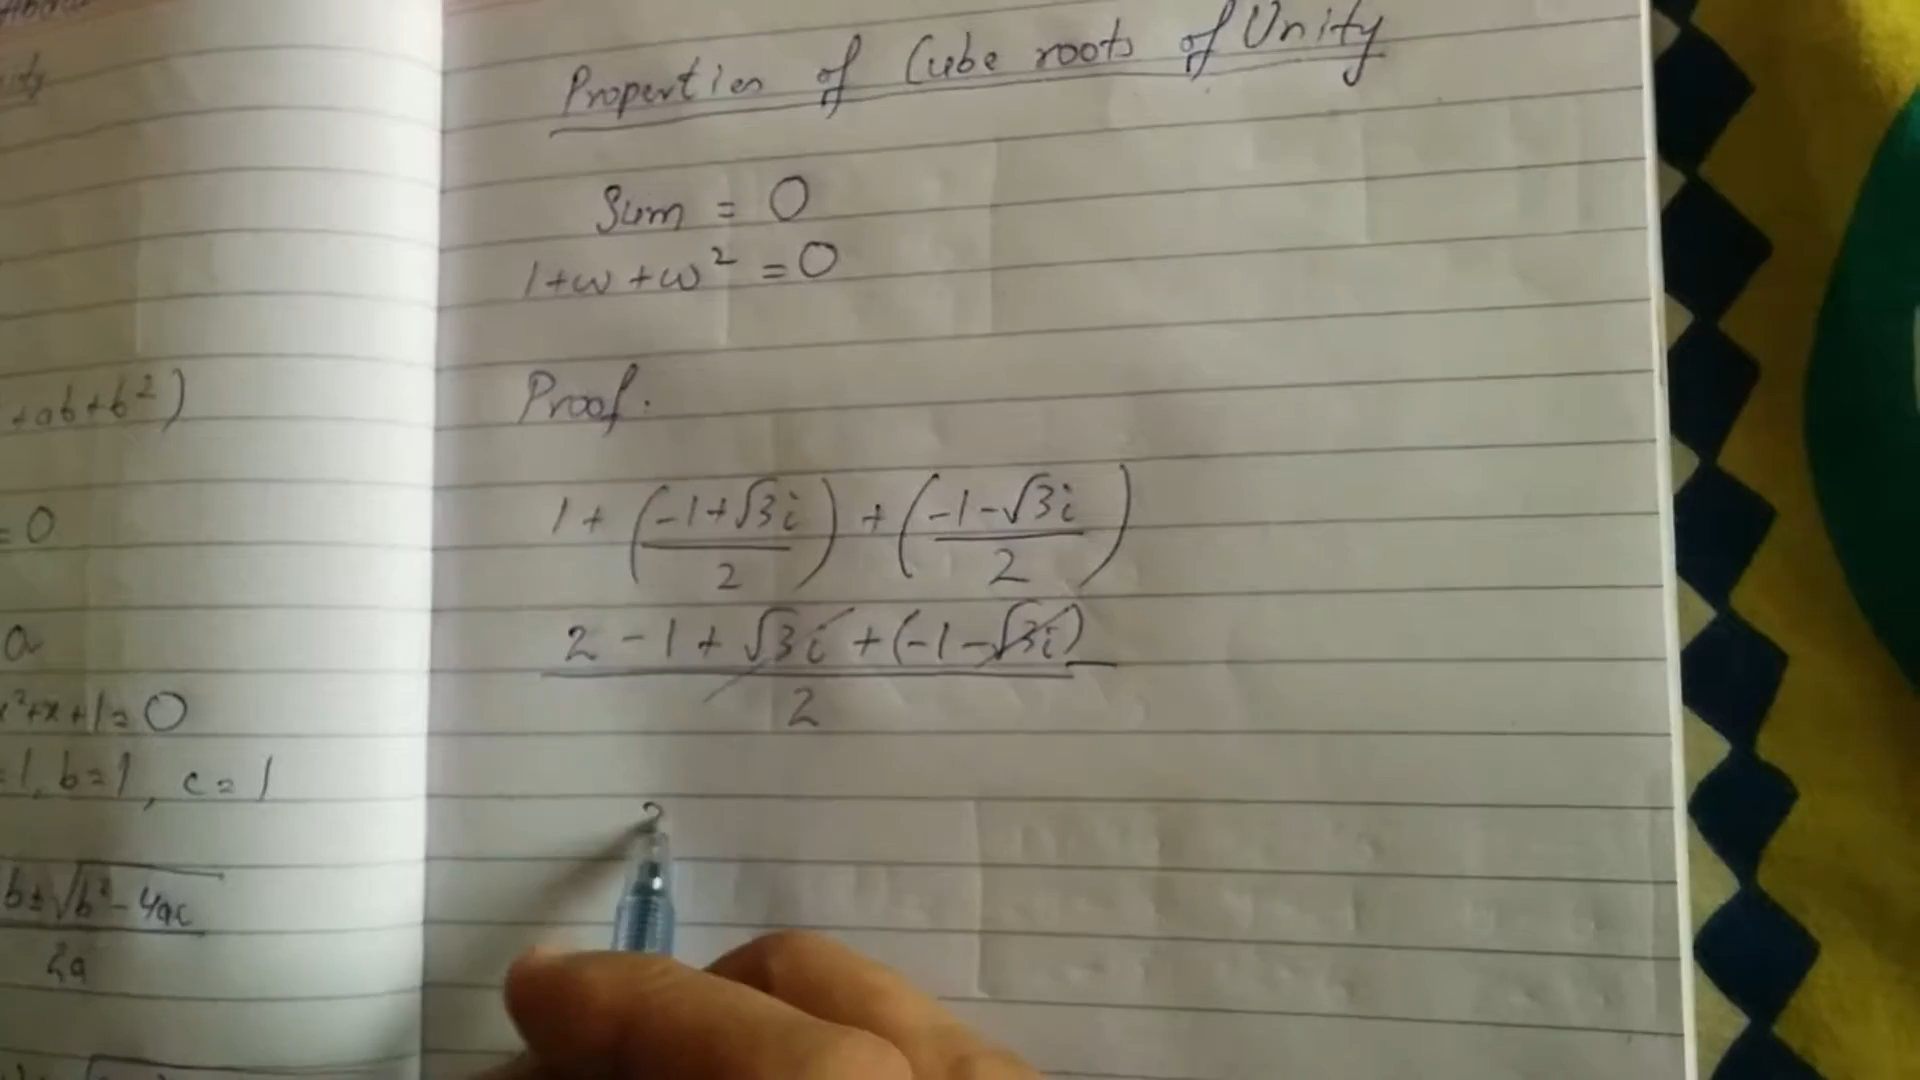 +ab+b²)
=0
a
x²+x+1=0
=1, b=1, c=1
b±√b²-4ac
2a
Properties of Cube roots of Unity
Sum = 0
1+ω+ω² =0
Proof.
1+ (-1+√3i/2) + (-1-√3i/2)
2-1+√3i+(-1-√3i)
2
2